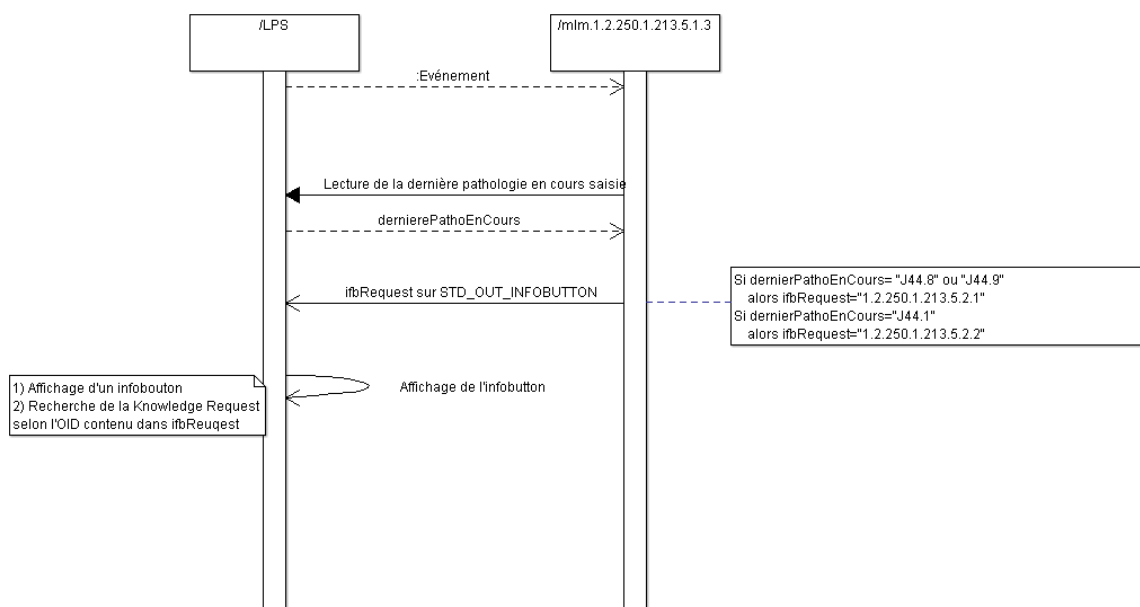 /LPS
/mlm.1.2.250.1.213.5.1.3
:Evénement
Lecture de la dernière pathologie en cours saisie
dernierePathoEnCours
ifbRequest sur STD_OUT_INFOBUTTON
Si dernierPathoEnCours= "J44.8" ou "J44.9"
alors ifbRequest="1.2.250.1.213.5.2.1"
Si dernierPathoEnCours="J44.1"
alors ifbRequest="1.2.250.1.213.5.2.2"
1) Affichage d'un infobouton
2) Recherche de la Knowledge Request
selon l'OID contenu dans ifbReuqest
Affichage de l'infobutton